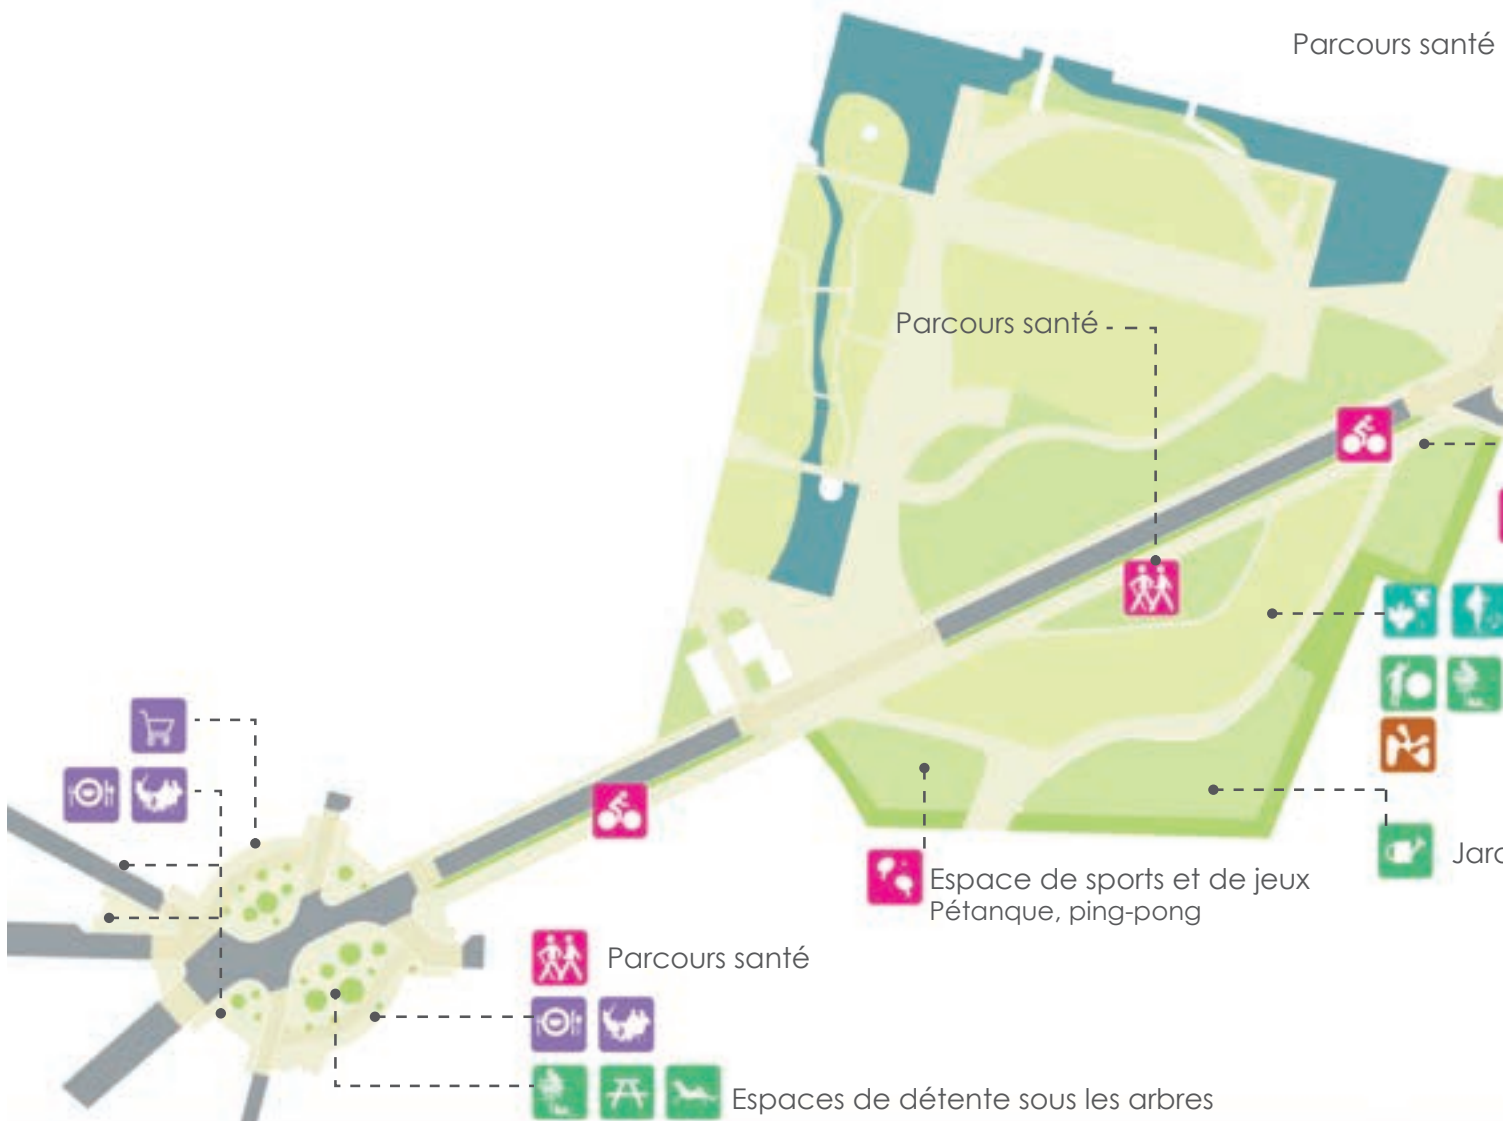 Parcours santé
Parcours santé
Espace de sports et de jeux
Pétanque, ping-pong
Parcours santé
Espaces de détente sous les arbres